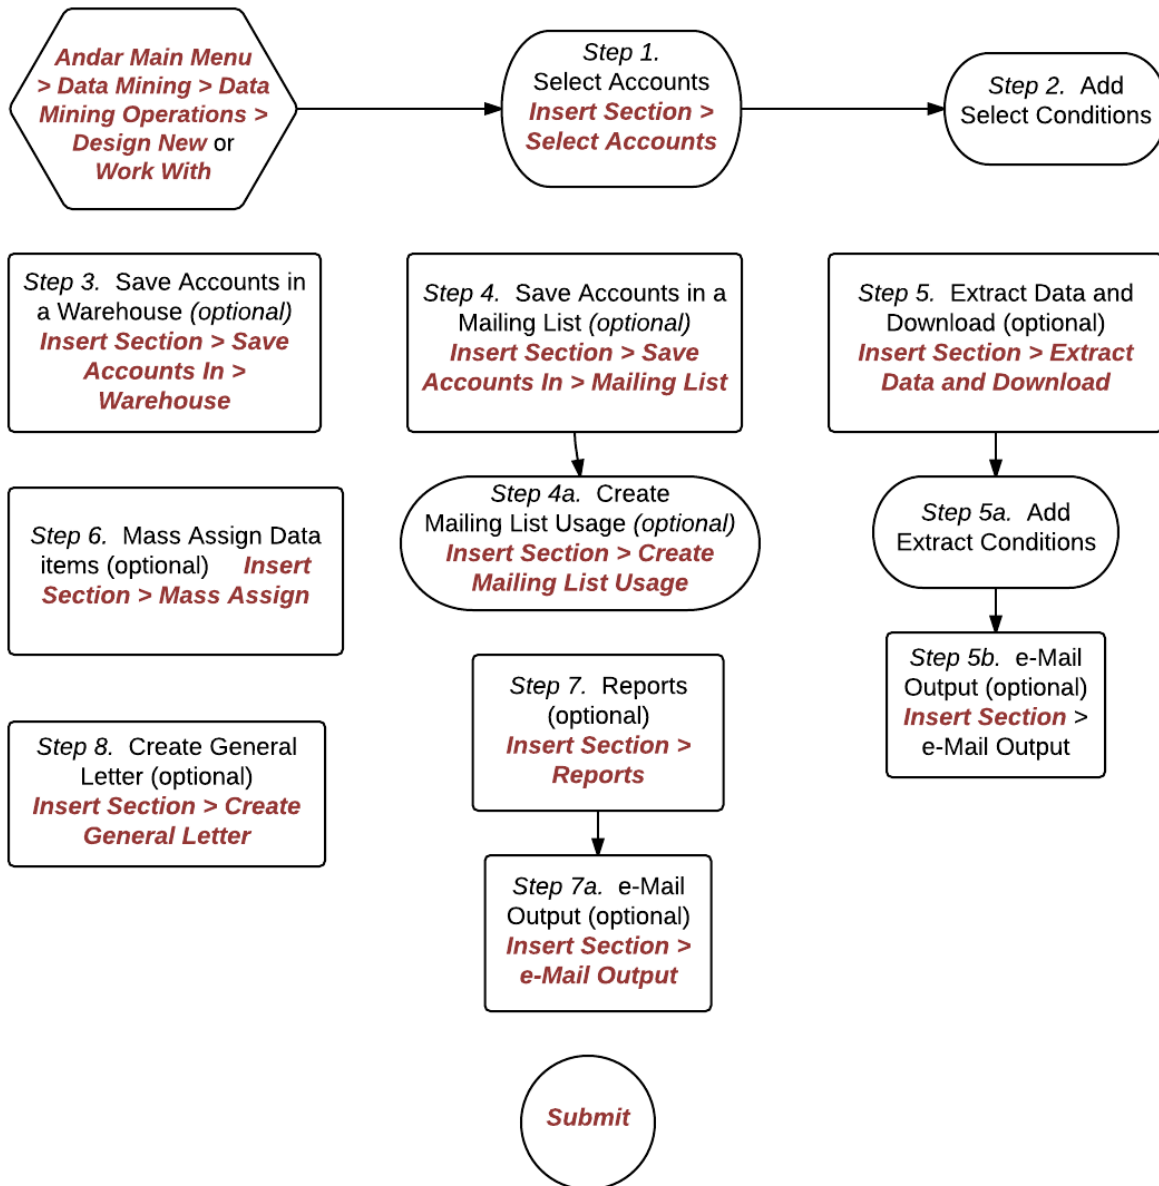 Andar Main Menu
> Data Mining > Data
Mining Operations >
Design New or
Work With
Step 1.
Select Accounts
Insert Section >
Select Accounts
Step 2. Add
Select Conditions
Step 3. Save Accounts in
a Warehouse (optional)
Insert Section > Save
Accounts In >
Warehouse
Step 4. Save Accounts in a
Mailing List (optional)
Insert Section > Save
Accounts In > Mailing List
Step 5. Extract Data and
Download (optional)
Insert Section > Extract
Data and Download
Step 4a. Create
Mailing List Usage (optional)
Insert Section > Create
Mailing List Usage
Step 5a. Add
Extract Conditions
Step 6. Mass Assign Data
items (optional) Insert
Section > Mass Assign
Step 5b. e-Mail
Output (optional)
Insert Section >
e-Mail Output
Step 7. Reports
(optional)
Insert Section >
Reports
Step 8. Create General
Letter (optional)
Insert Section > Create
General Letter
Step 7a. e-Mail
Output (optional)
Insert Section >
e-Mail Output
Submit